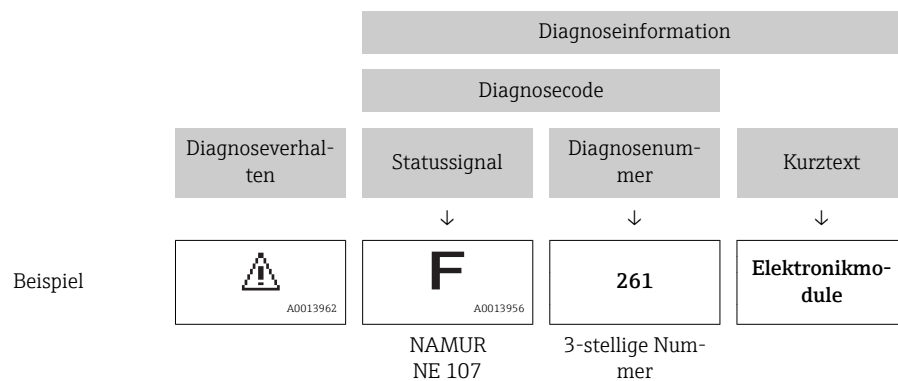 Diagnoseinformation
Diagnosecode
Diagnoseverhal-
ten
Statussignal
Diagnosenum-
mer
Kurztext
↓ ↓ ↓
Beispiel
A0013962
F
A0013956
261
Elektronikmo-
dule
NAMUR
NE 107
3-stellige Num-
mer